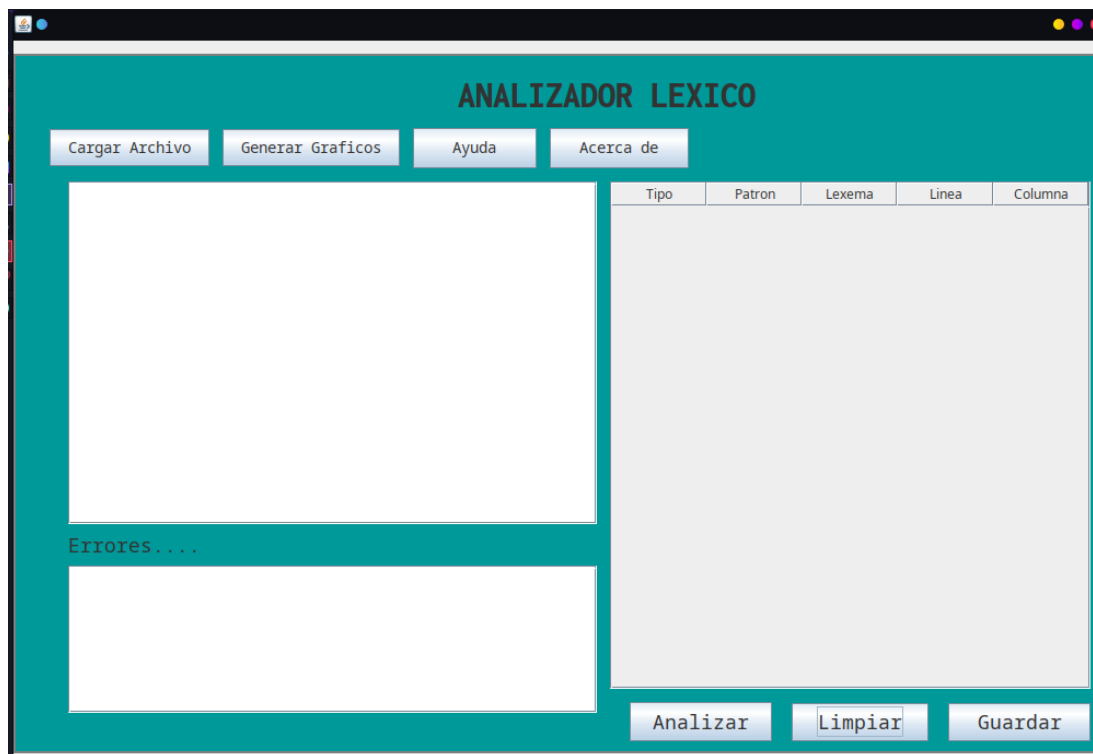 ANALIZADOR LEXICO
Cargar Archivo Generar Graficos Ayuda Acerca de
Tipo Patron Lexema Linea Columna
Errores....
Analizar Limpiar Guardar